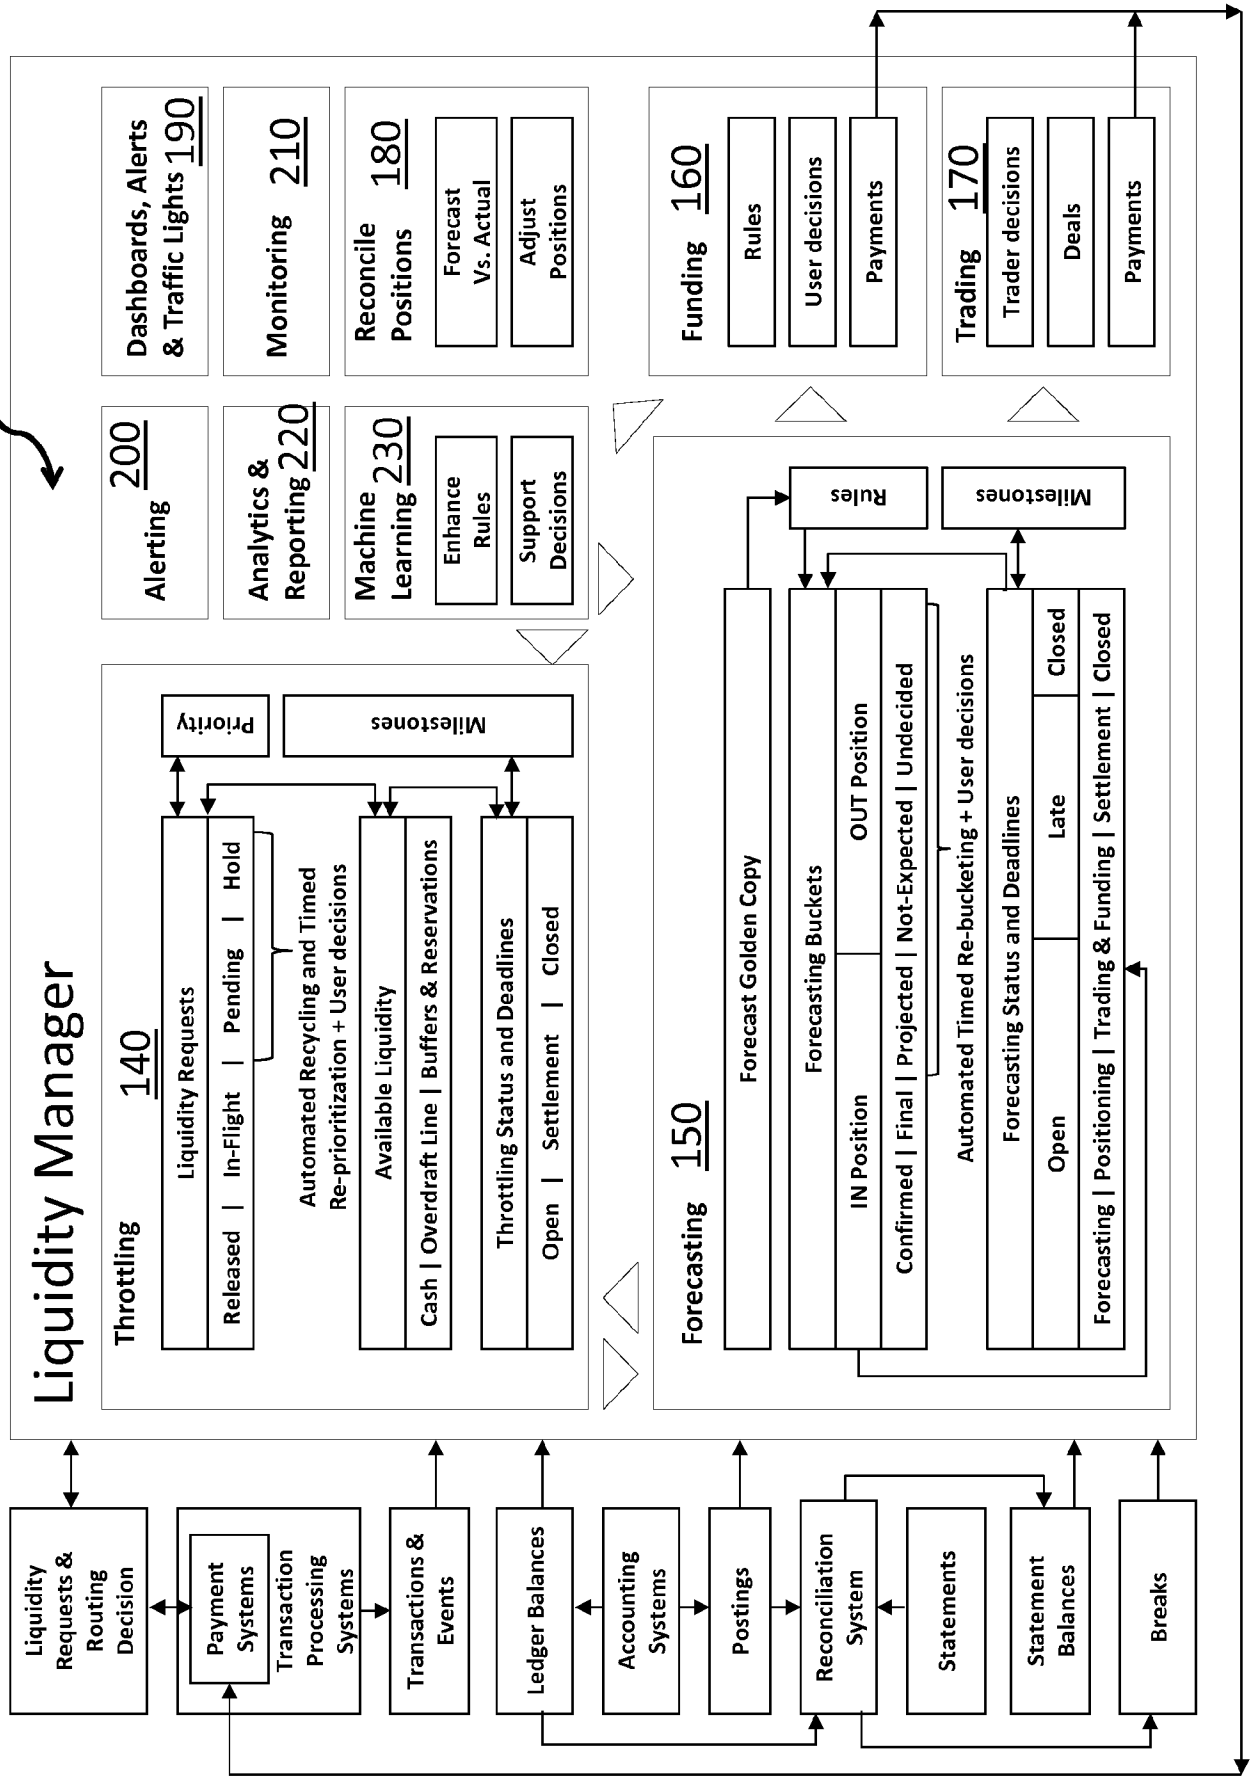 Liquidity
Requests &
Routing
Decision
Payment
Systems
Transaction
Processing
Systems
Transactions &
Events
Ledger Balances
Accounting
Systems
Postings
Reconciliation
System
Statements
Statement
Balances
Breaks
Liquidity Manager
Throttling
140
Liquidity Requests
Released | In-Flight | Pending | Hold
Priority
Automated Recycling and Timed
Re-prioritization + User decisions
Available Liquidity
Cash | Overdraft Line | Buffers & Reservations
Milestones
Throttling Status and Deadlines
Open | Settlement | Closed
Alerting
200
Dashboards, Alerts
& Traffic Lights 190
Analytics &
Reporting 220
Monitoring
210
Machine
Learning 230
Enhance
Rules
Support
Decisions
Reconcile
Positions
180
Forecast
Vs. Actual
Adjust
Positions
Forecasting
150
Forecast Golden Copy
Forecasting Buckets
IN Position
OUT Position
Confirmed | Final | Projected | Not-Expected | Undecided
Rules
Automated Timed Re-bucketing + User decisions
Forecasting Status and Deadlines
Open
Late
Closed
Forecasting | Positioning | Trading & Funding | Settlement | Closed
Milestones
Funding
160
Rules
User decisions
Payments
Trading
170
Trader decisions
Deals
Payments